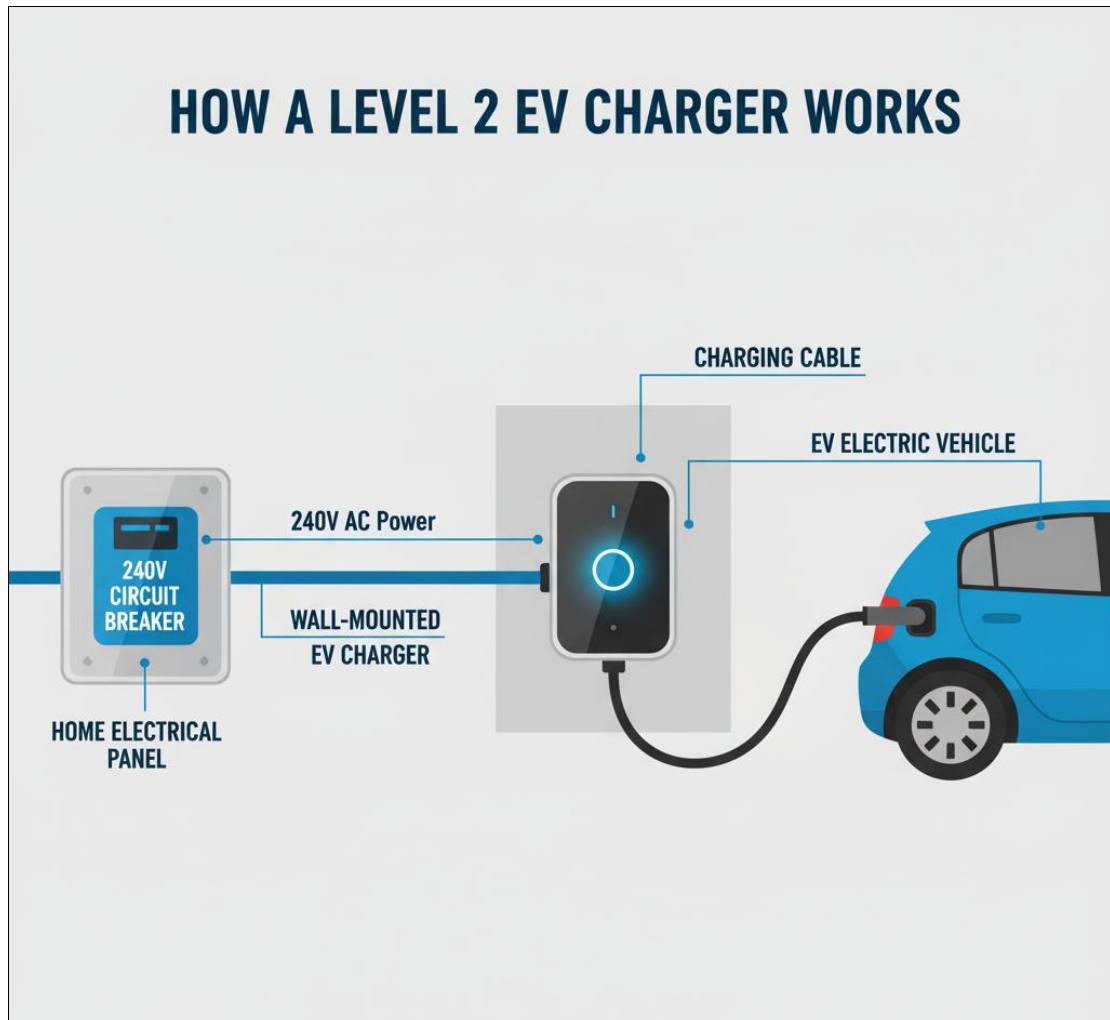 HOW A LEVEL 2 EV CHARGER WORKS
CHARGING CABLE
EV ELECTRIC VEHICLE
240V AC Power
240V
CIRCUIT
BREAKER
WALL-MOUNTED
EV CHARGER
HOME ELECTRICAL
PANEL